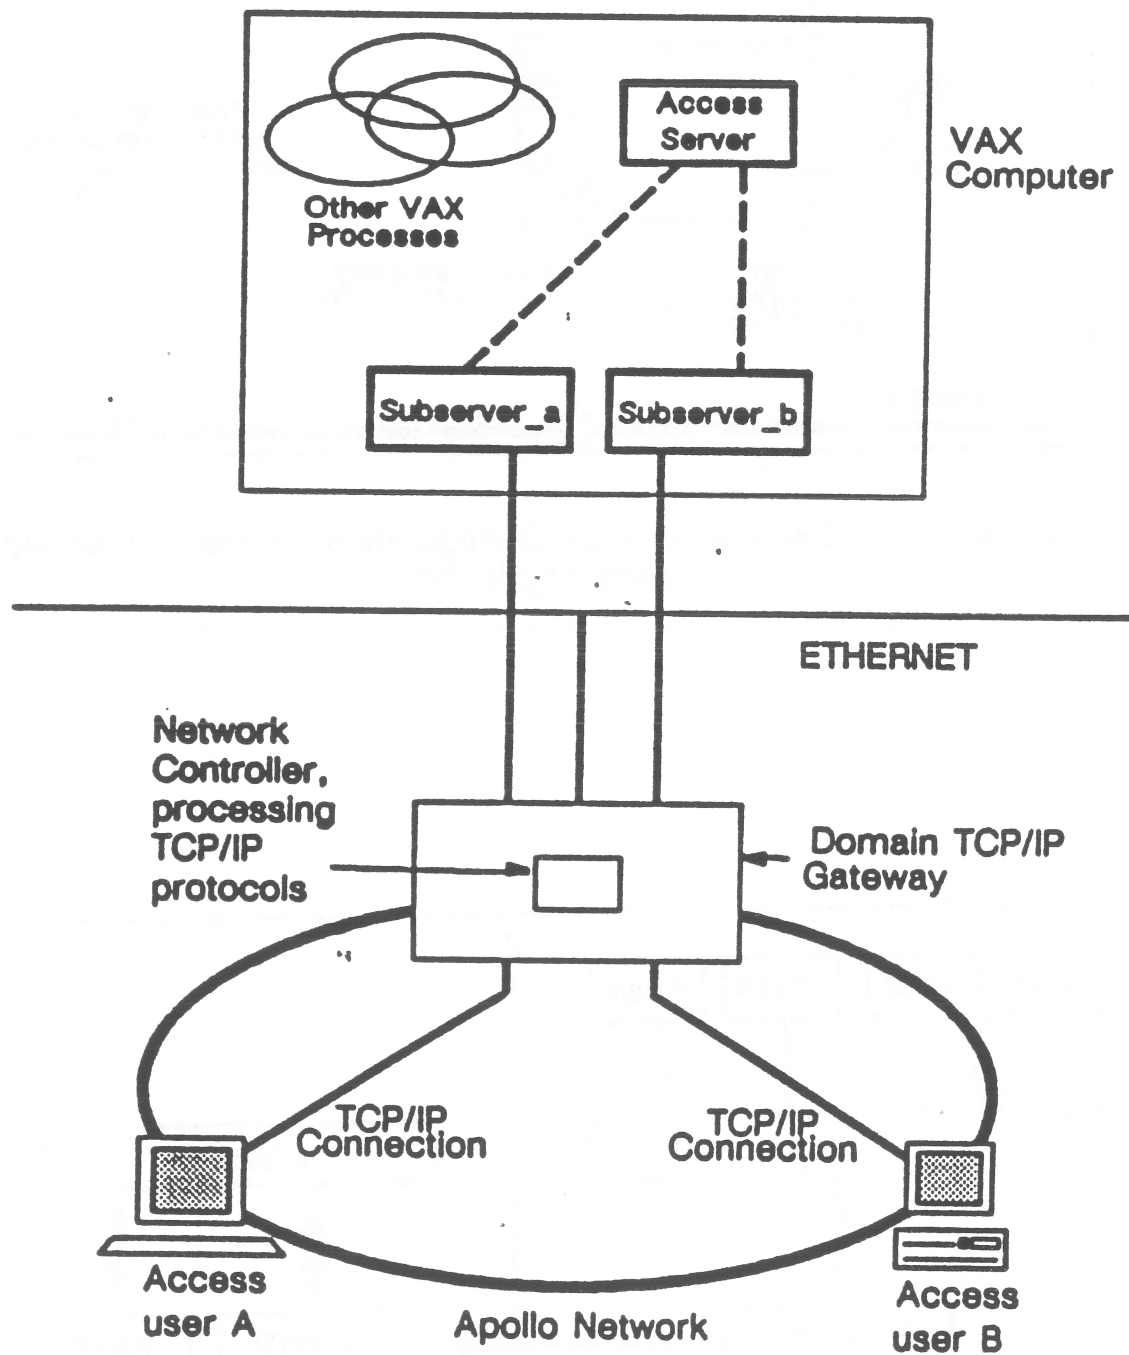 Access
Server
VAX
Computer
Other VAX
Processes
Subserver_a
Subserver_b
ETHERNET
Network
Controller,
processing
TCP/IP
protocols
Domain TCP/IP
Gateway
TCP/IP
Connection
TCP/IP
Connection
Access
user A
Apollo Network
Access
user B